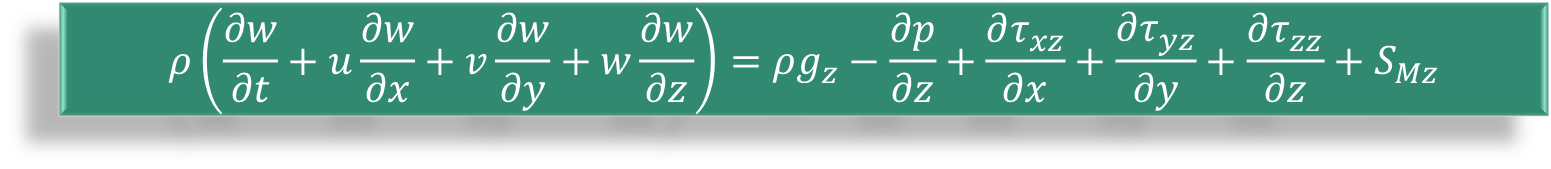 ρ(∂w/∂t + u ∂w/∂x + v ∂w/∂y + w ∂w/∂z) = ρg_z − ∂p/∂z + ∂τ_xz/∂x + ∂τ_yz/∂y + ∂τ_zz/∂z + S_Mz